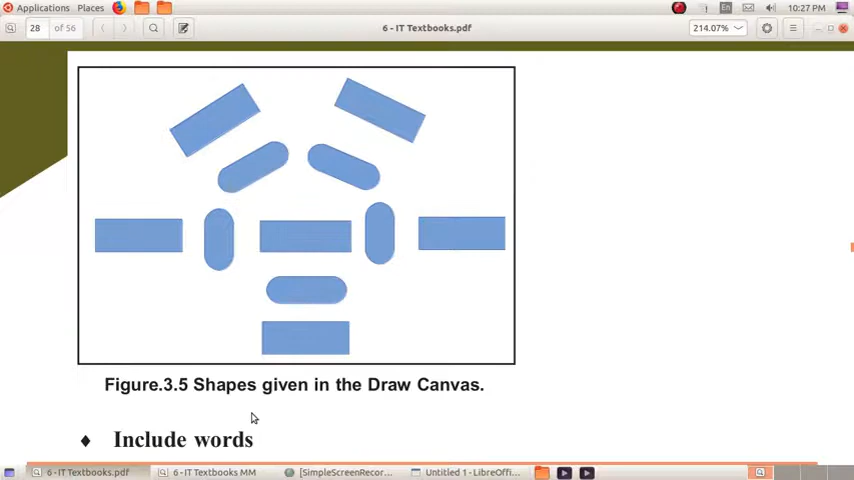 Applications Places En 10:27 PM
28 of 56 6 - IT Textbooks.pdf 214.07%
Figure.3.5 Shapes given in the Draw Canvas.
♦ Include words
6 - IT Textbooks.pdf 6 - IT Textbooks MM [SimpleScreenRecor... Untitled 1 - LibreOffi...